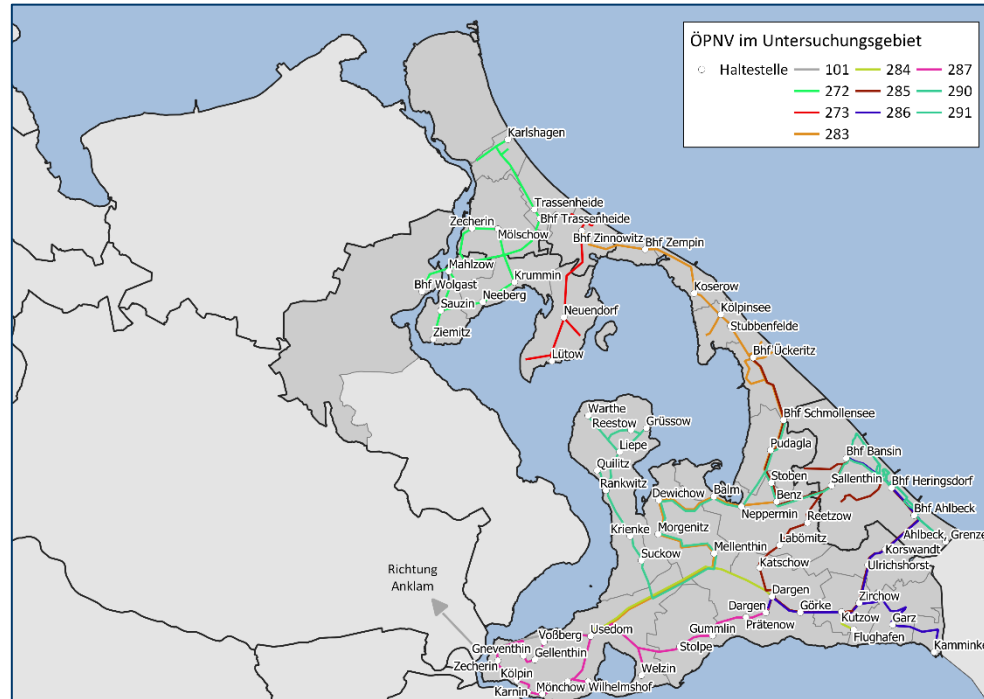 ÖPNV im Untersuchungsgebiet
Haltestelle
101
284
287
272
285
290
273
286
291
283
Karlshagen
Trassenheide
Bhf Trassenheide
Zecherin
Mölschow
Bhf Zinnowitz
Bhf Zempin
Mahlzow
Bhf Wolgast
Krummin
Koserow
Sauzin
Neeberg
Neuendorf
Kölpinsee
Stubbenfelde
Ziemitz
Lütow
Bhf Ückeritz
Warthe
Reestow
Grüssow
Bhf Schmollensee
Liepe
Pudagla
Quilitz
Bhf Bansin
Rankwitz
Stoben
Sallenthin
Bhf Heringsdorf
Dewichow
Balm
Benz
Neppermin
Reetzow
Bhf Ahlbeck
Krienke
Morgenitz
Ahlbeck, Grenze
Labömitz
Korswandt
Suckow
Mellenthin
Katschow
Ulrichshorst
Richtung
Anklam
Dargen
Zirchow
Dargen
Görke
Kutzow
Garz
Prätenow
Voßberg
Usedom
Gummlin
Flughafen
Gneventhin
Stolpe
Kamminke
Zecherin
Gellenthin
Kölpin
Welzin
Mönchow
Wilhelmshof
Karnin